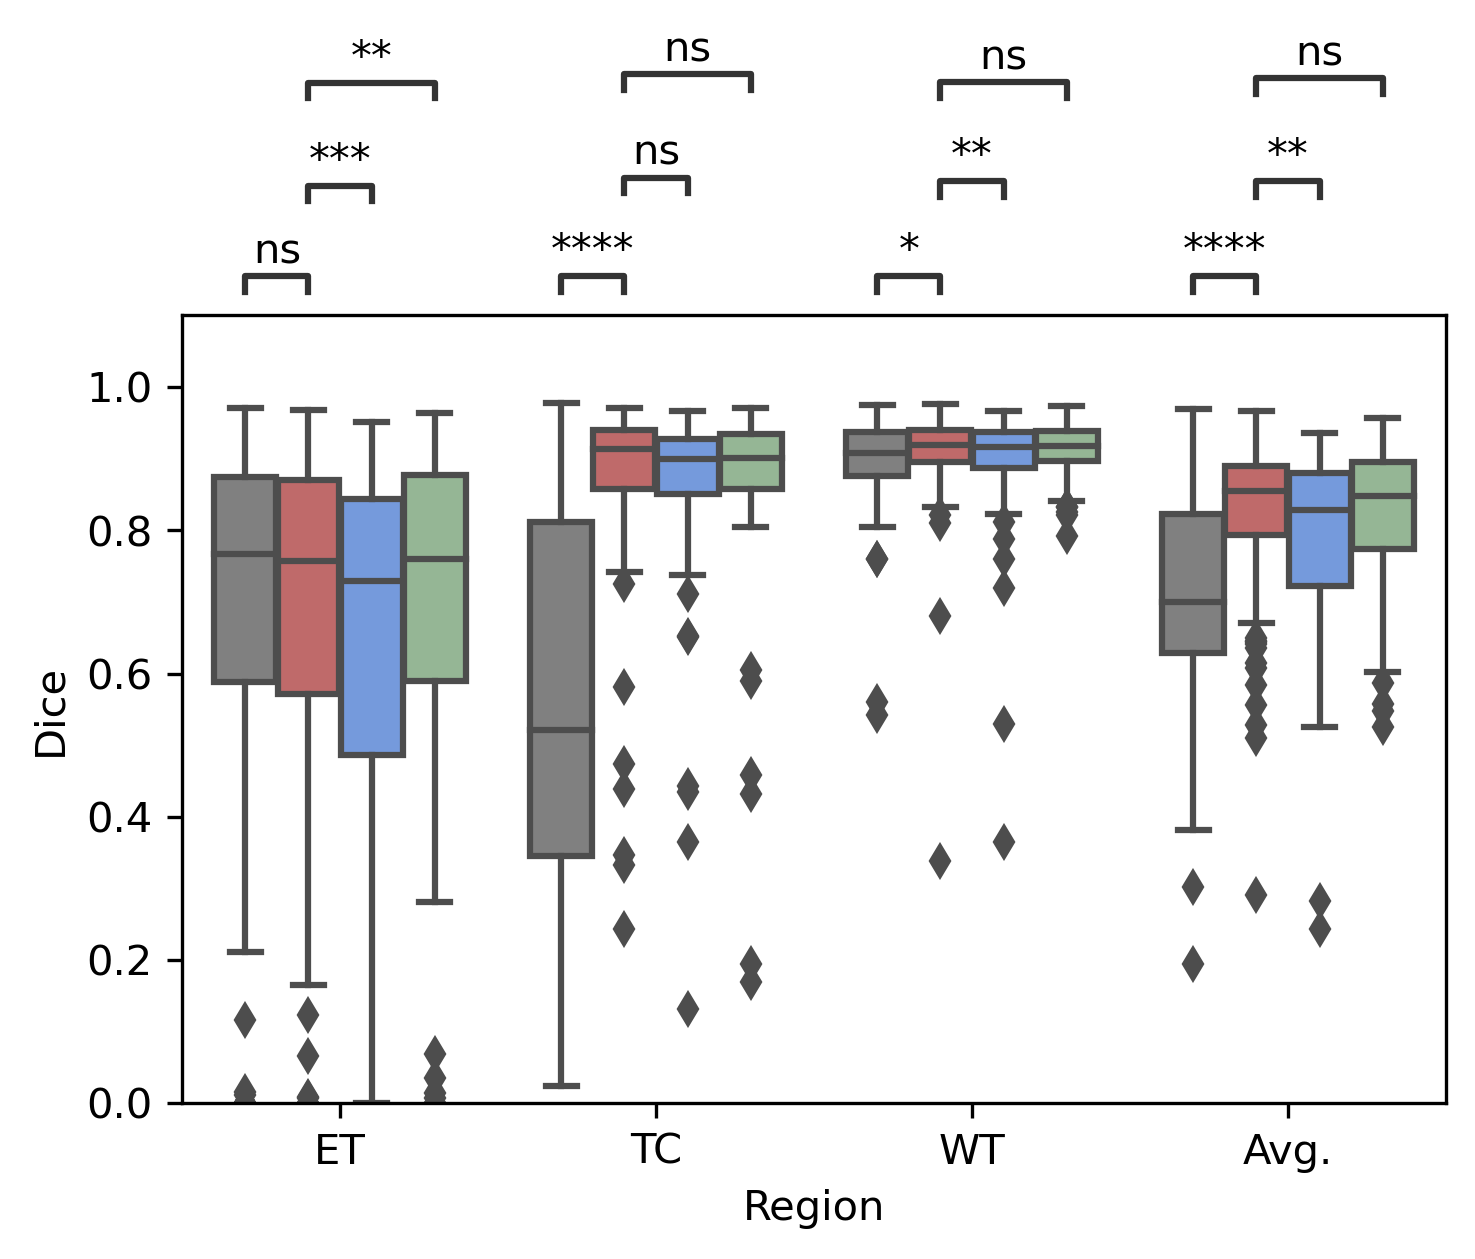 ** ns ns ns
*** ns ** **
ns **** * ****
1.0
0.8
0.6
0.4
0.2
0.0
Dice
ET TC WT Avg.
Region